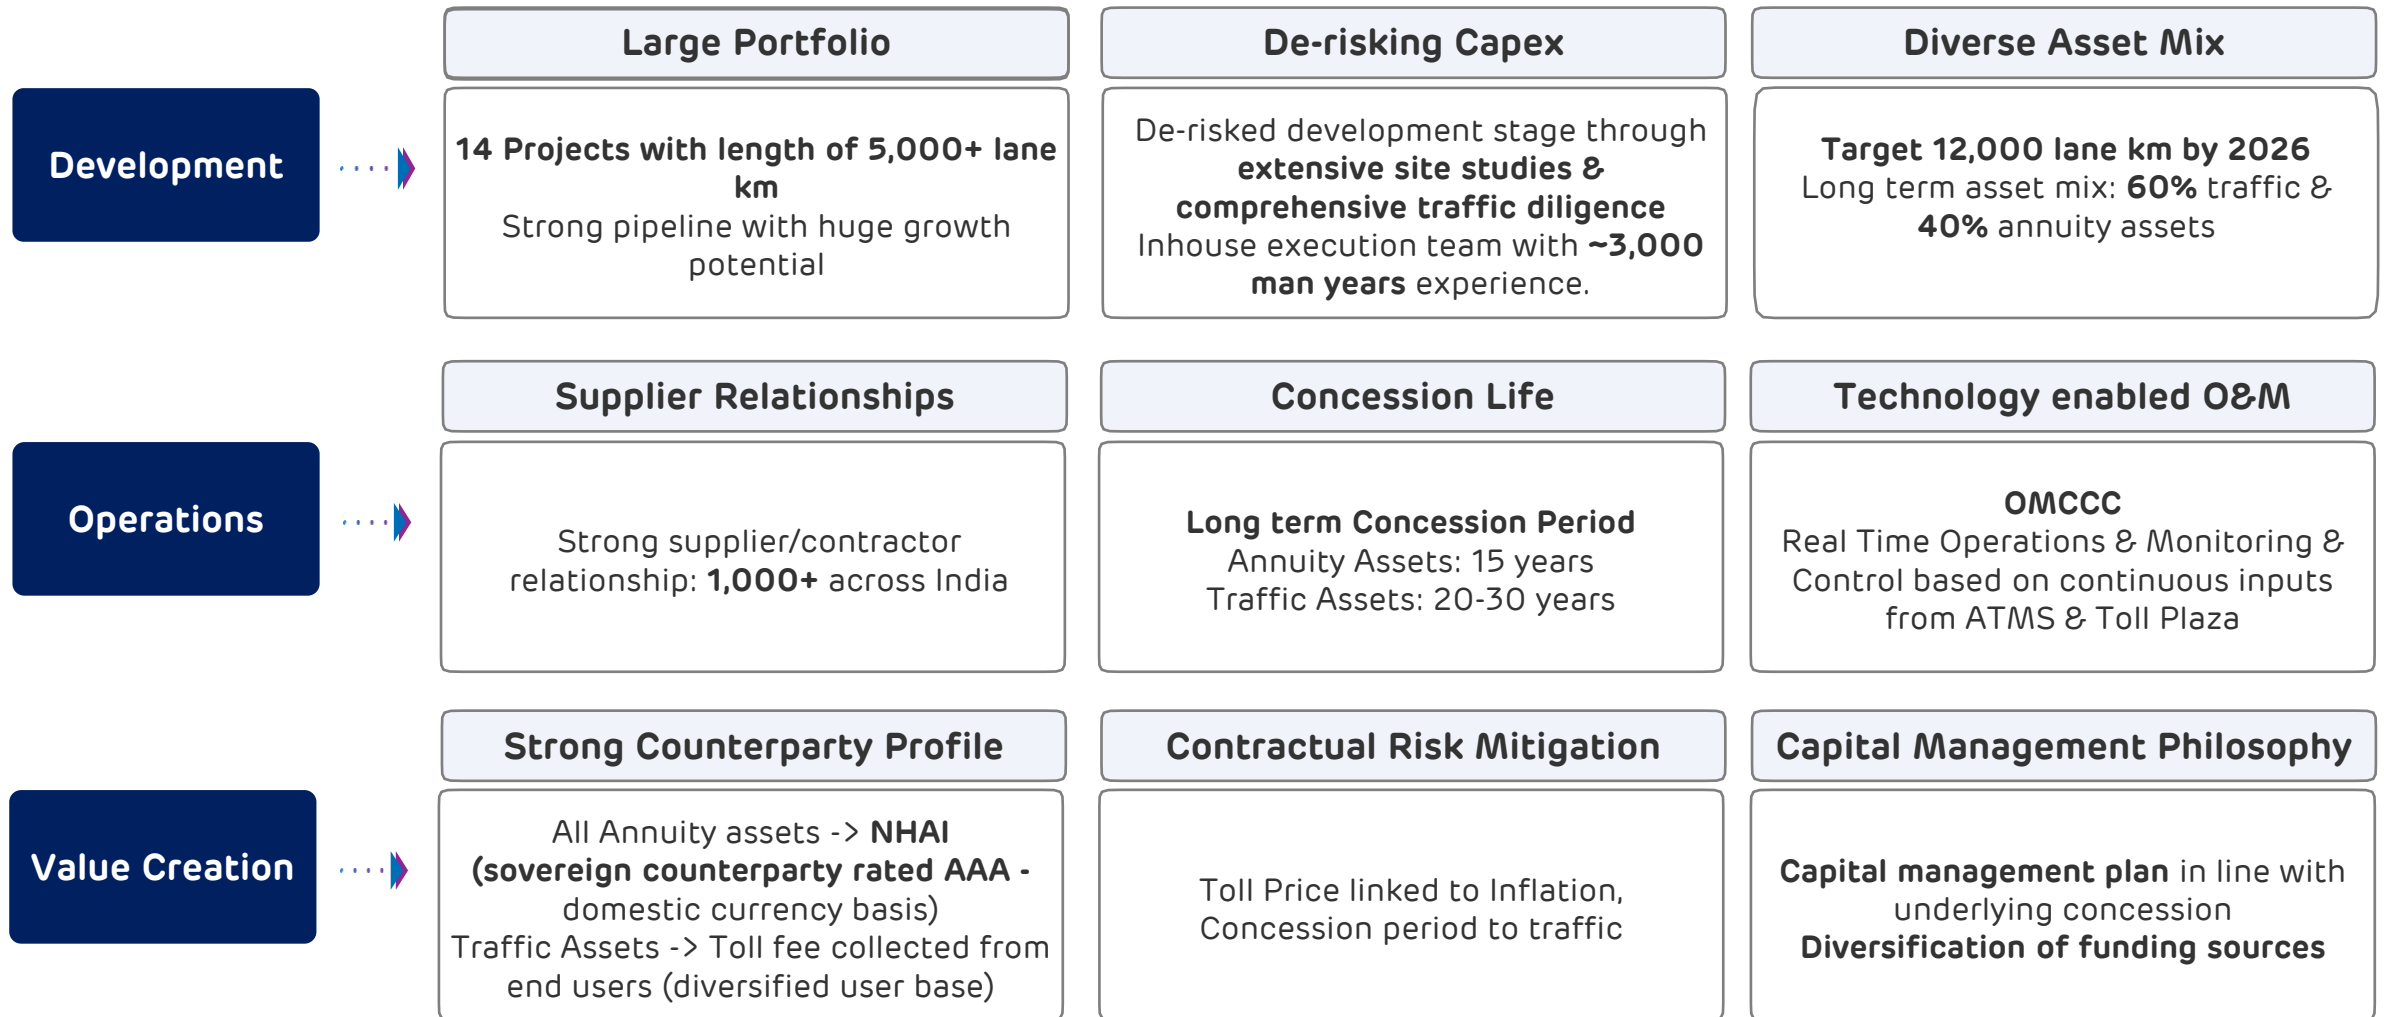 Large Portfolio
De-risking Capex
Diverse Asset Mix
Development
14 Projects with length of 5,000+ lane
km
Strong pipeline with huge growth
potential
De-risked development stage through
extensive site studies &
comprehensive traffic diligence
Inhouse execution team with ~3,000
man years experience.
Target 12,000 lane km by 2026
Long term asset mix: 60% traffic &
40% annuity assets
Supplier Relationships
Concession Life
Technology enabled O&M
Operations
Strong supplier/contractor
relationship: 1,000+ across India
Long term Concession Period
Annuity Assets: 15 years
Traffic Assets: 20-30 years
OMCCC
Real Time Operations & Monitoring &
Control based on continuous inputs
from ATMS & Toll Plaza
Strong Counterparty Profile
Contractual Risk Mitigation
Capital Management Philosophy
Value Creation
All Annuity assets -> NHAI
(sovereign counterparty rated AAA -
domestic currency basis)
Traffic Assets -> Toll fee collected from
end users (diversified user base)
Toll Price linked to Inflation,
Concession period to traffic
Capital management plan in line with
underlying concession
Diversification of funding sources